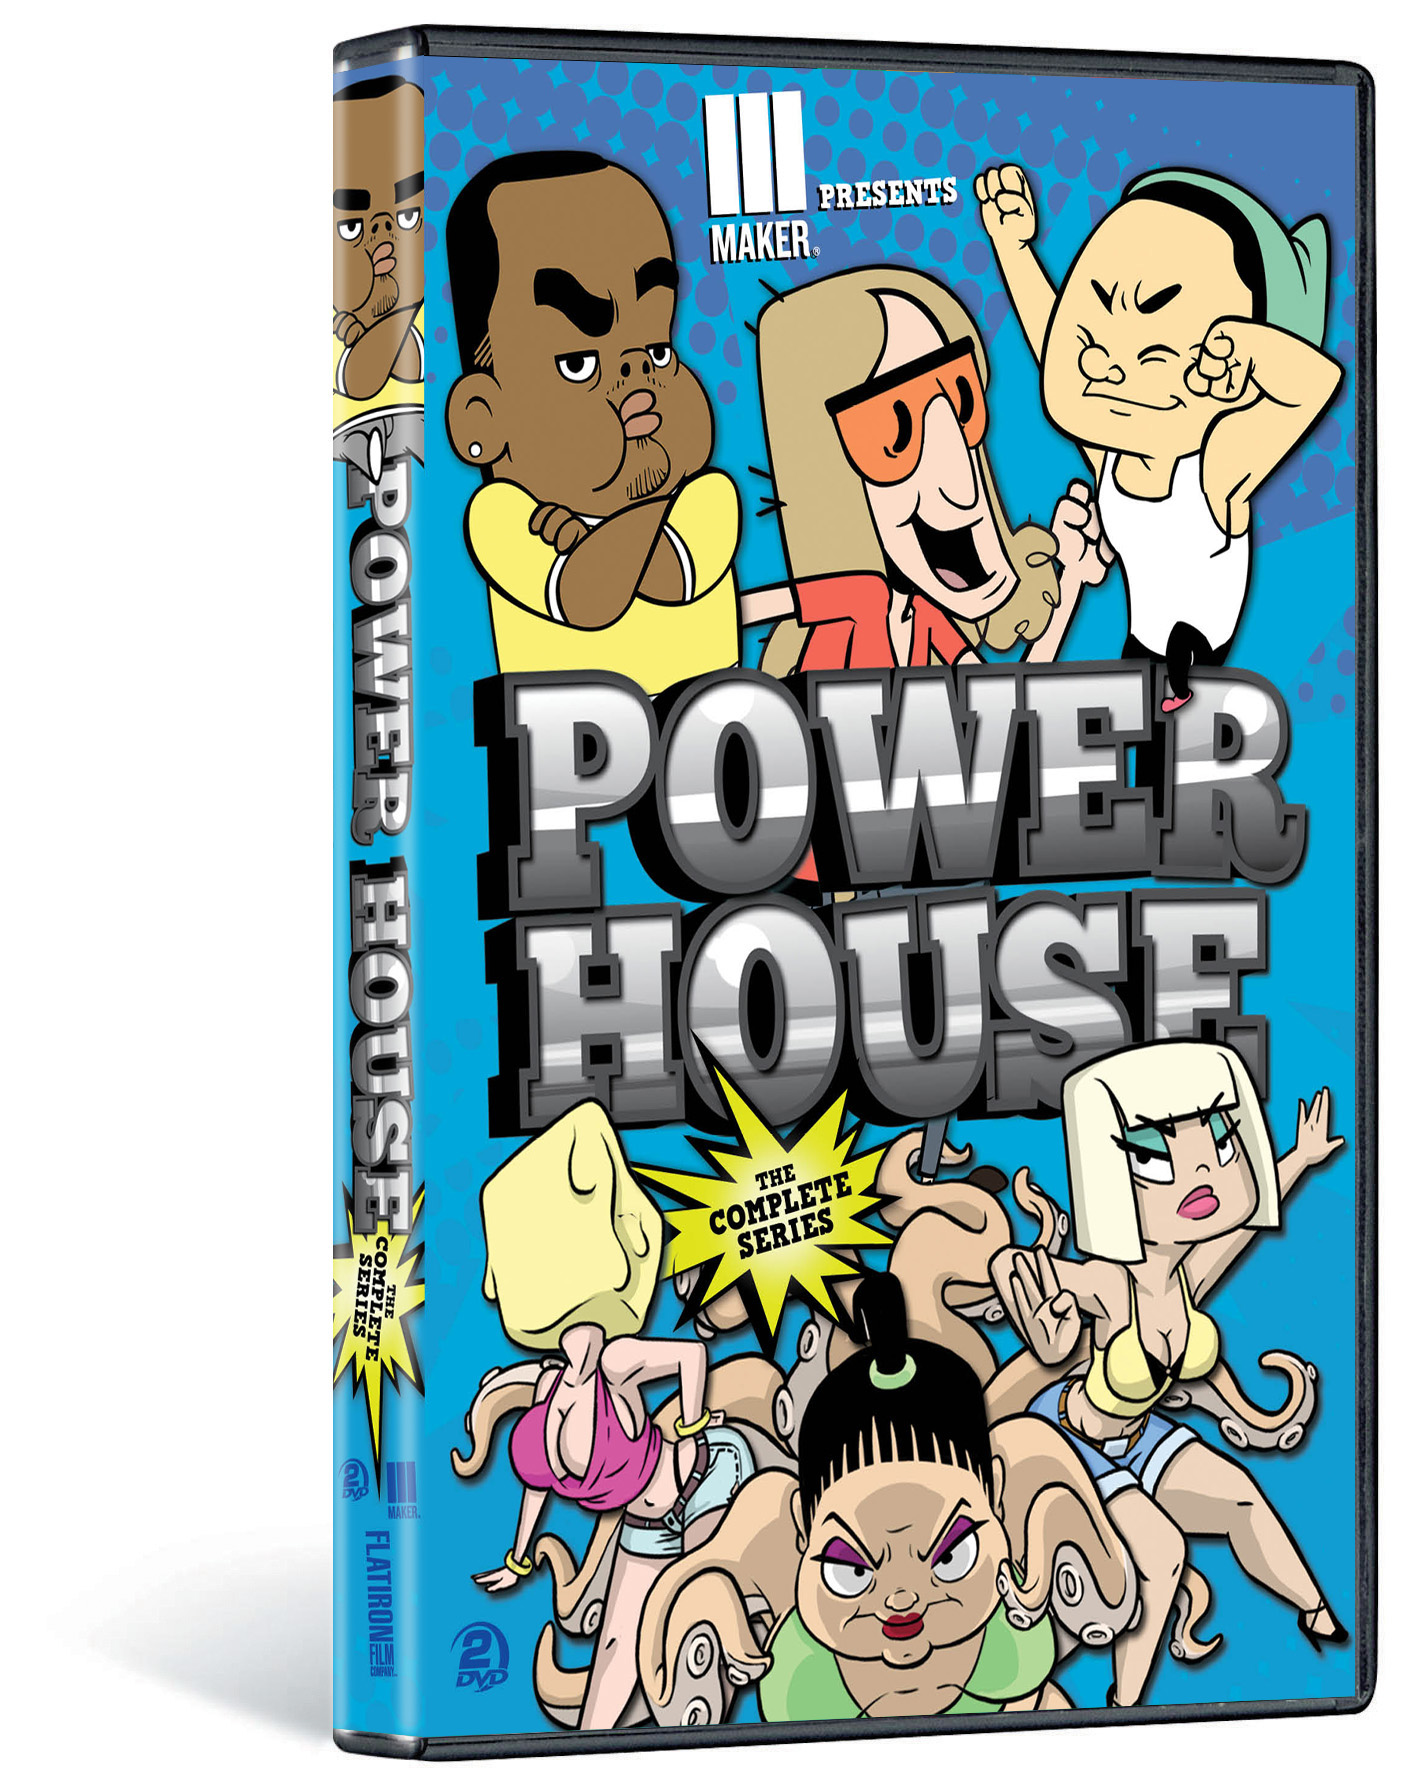 MAKER®
PRESENTS
POWER
HOUSE
THE
COMPLETE
SERIES
2
DVD
POWER HOUSE
THE
COMPLETE
SERIES
2
DVD
MAKER.
FLATIRON
FILM
COMPANY